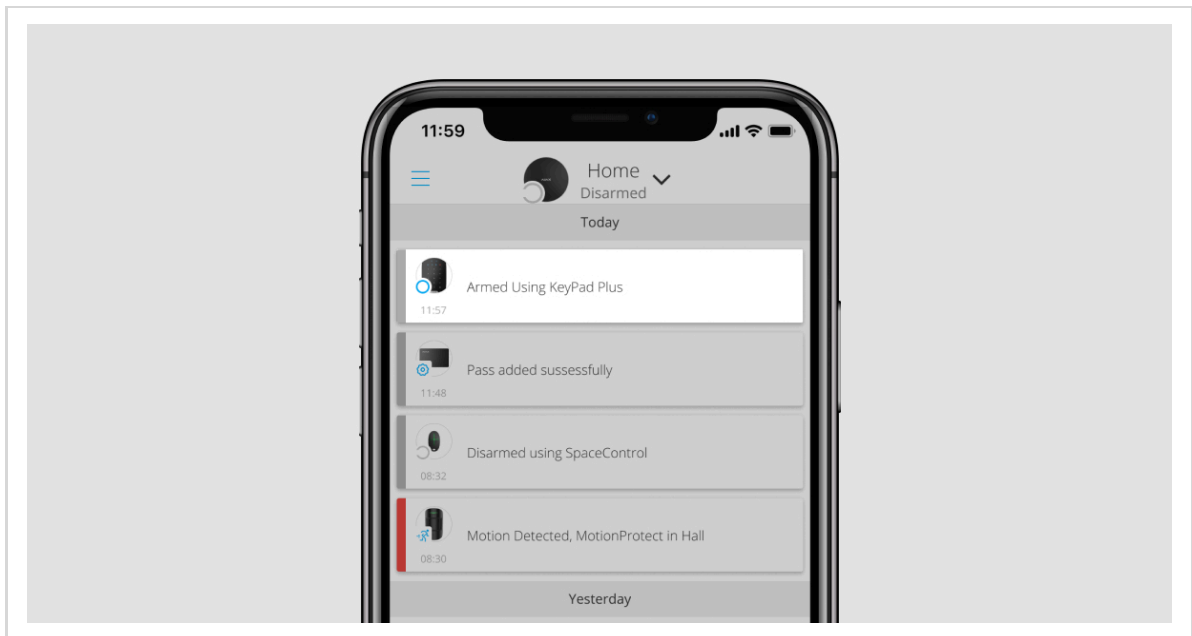 11:59
Home
Disarmed
Today
Armed Using KeyPad Plus
11:57
Pass added sussessfully
11:48
Disarmed using SpaceControl
08:32
Motion Detected, MotionProtect in Hall
08:30
Yesterday